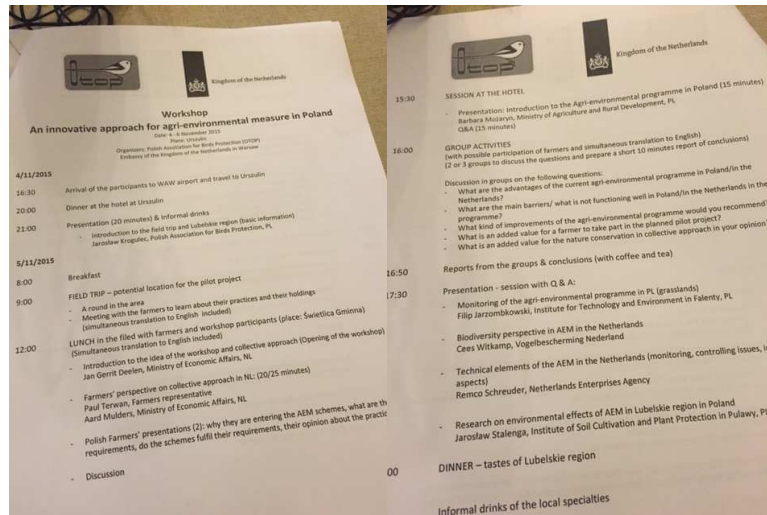 otop
Kingdom of the Netherlands
Workshop
An innovative approach for agri-environmental measure in Poland
Date: 4 - 6 November 2015
Place: Urszulin
Organizers: Polish Association for Birds Protection (OTOP)
Embassy of the Kingdom of the Netherlands in Warsaw
4/11/2015
16:30 Arrival of the participants to WAW airport and travel to Urszulin
20:00 Dinner at the hotel at Urszulin
21:00 Presentation (20 minutes) & Informal drinks
- Introduction to the field trip and Lubelskie region (basic information)
Jarosław Krogulec, Polish Association for Birds Protection, PL
5/11/2015
8:00 Breakfast
9:00 FIELD TRIP – potential location for the pilot project
- A round in the area
- Meeting with the farmers to learn about their practices and their holdings
(simultaneous translation to English included)
12:00 LUNCH in the filed with farmers and workshop participants (place: Świetlica Gminna)
(Simultaneous translation to English included)
- Introduction to the idea of the workshop and collective approach (Opening of the workshop)
Jan Gerrit Deelen, Ministry of Economic Affairs, NL
- Farmers' perspective on collective approach in NL: (20/25 minutes)
Paul Terwan, Farmers representative
Aard Mulders, Ministry of Economic Affairs, NL
- Polish Farmers' presentations (2): why they are entering the AEM schemes, what are th
requirements, do the schemes fulfil their requirements, their opinion about the practic
- Discussion
otop
Kingdom of the Netherlands
15:30 SESSION AT THE HOTEL
- Presentation: Introduction to the Agri-environmental programme in Poland (15 minutes)
Barbara Mozaryn, Ministry of Agriculture and Rural Development, PL
Q&A (15 minutes)
16:00 GROUP ACTIVITIES
(with possible participation of farmers and simultaneous translation to English)
(2 or 3 groups to discuss the questions and prepare a short 10 minutes report of conclusions)
Discussion in groups on the following questions:
- What are the advantages of the current agri-environmental programme in Poland/in the
Netherlands?
- What are the main barriers/ what is not functioning well in Poland/in the Netherlands in the
programme?
- What kind of improvements of the agri-environmental programme would you recommend?
- What is an added value for a farmer to take part in the planned pilot project?
- What is an added value for the nature conservation in collective approach in your opinion?
16:50 Reports from the groups & conclusions (with coffee and tea)
17:30 Presentation - session with Q & A:
- Monitoring of the agri-environmental programme in PL (grasslands)
Filip Jarzombkowski, Institute for Technology and Environment in Falenty, PL
- Biodiversity perspective in AEM in the Netherlands
Cees Witkamp, Vogelbescherming Nederland
- Technical elements of the AEM in the Netherlands (monitoring, controlling issues, i
aspects)
Remco Schreuder, Netherlands Enterprises Agency
- Research on environmental effects of AEM in Lubelskie region in Poland
Jarosław Stalenga, Institute of Soil Cultivation and Plant Protection in Pulawy, P
00 DINNER – tastes of Lubelskie region
Informal drinks of the local specialties